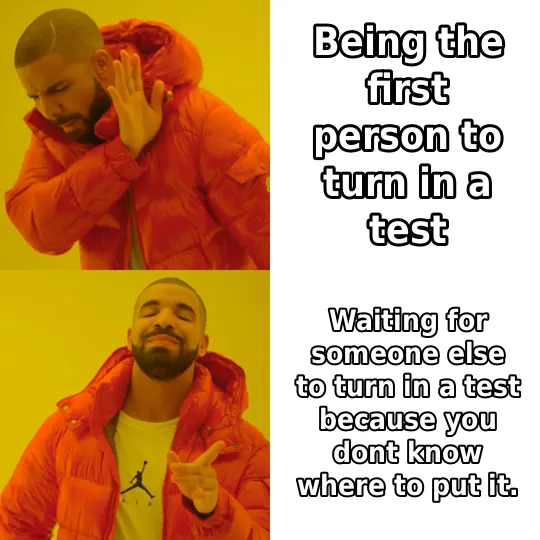 Being the
first
person to
turn in a
test
Waiting for
someone else
to turn in a test
because you
dont know
where to put it.
AIR